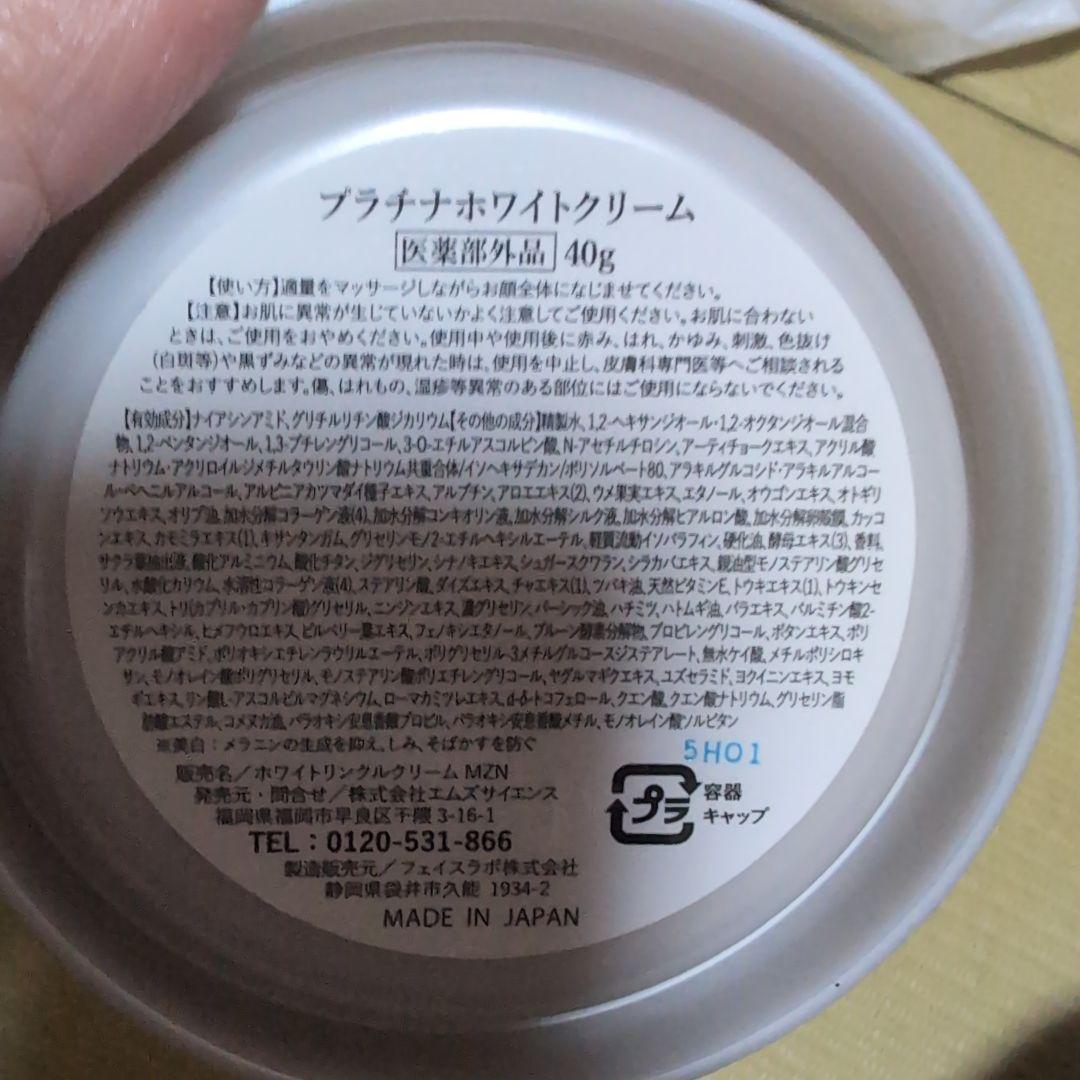 プラチナホワイトクリーム
医薬部外品 40g
【使い方】適量をマッサージしながらお顔全体になじませてください。
【注意】お肌に異常が生じていないかよく注意してご使用ください。お肌に合わない
ときは、ご使用をおやめください。使用中や使用後に赤み、はれ、かゆみ、刺激、色抜け
(白斑等)や黒ずみなどの異常が現れた時は、使用を中止し、皮膚科専門医等へご相談される
ことをおすすめします。傷、はれもの、湿疹等異常のある部位にはご使用にならないでください。
【有効成分】ナイアシンアミド、グリチルリチン酸ジカリウム【その他の成分】精製水、1,2-ヘキサンジオール・1,2-オクタンジオール混合
物、1,2-ペンタンジオール、1,3-ブチレングリコール、3-O-エチルアスコルビン酸、N-アセチルチロシン、アーティチョークエキス、アクリル酸
ナトリウム・アクリロイルジメチルタウリン酸ナトリウム共重合体/イソヘキサデカン/ポリソルベート80、アラキルグルコシド・アラキルアルコー
ル・ベヘニルアルコール、アルピニアカツマダイ種子エキス、アルブチン、アロエエキス(2)、ウメ果実エキス、エタノール、オウゴンエキス、オトギリ
ソウエキス、オリブ油、加水分解コラーゲン液(4)、加水分解コンキオリン液、加水分解シルク液、加水分解ヒアルロン酸、加水分解卵殻膜、カッコ
ンエキス、カモミラエキス(1)、キサンタンガム、グリセリンモノ2-エチルヘキシルエーテル、軽質流動イソパラフィン、硬化油、酵母エキス(3)、香料、
サクラ葉抽出液、酸化アルミニウム、酸化チタン、ジグリセリン、シナノキエキス、シュガースクワラン、シラカバエキス、親油型モノステアリン酸グリセ
リル、水酸化カリウム、水溶性コラーゲン液(4)、ステアリン酸、ダイズエキス、チャエキス(1)、ツバキ油、天然ビタミンE、トウキエキス(1)、トウキンセ
ンカエキス、トリ(カプリル・カプリン酸)グリセリル、ニンジンエキス、濃グリセリン、パーシック油、ハチミツ、ハトムギ油、バラエキス、パルミチン酸2-
エチルヘキシル、ヒメフウロエキス、ビルベリー葉エキス、フェノキシエタノール、プルーン酵素分解物、プロピレングリコール、ボタンエキス、ポリ
アクリル酸アミド、ポリオキシエチレンラウリルエーテル、ポリグリセリル-3メチルグルコースジステアレート、無水ケイ酸、メチルポリシロキ
サン、モノオレイン酸ポリグリセリル、モノステアリン酸ポリエチレングリコール、ヤグルマギクエキス、ユズセラミド、ヨクイニンエキス、ヨモ
ギエキス、リン酸L-アスコルビルマグネシウム、ローマカミツレエキス、d-δ-トコフェロール、クエン酸、クエン酸ナトリウム、グリセリン脂
肪酸エステル、コメヌカ油、パラオキシ安息香酸プロピル、パラオキシ安息香酸メチル、モノオレイン酸ソルビタン
※美白：メラニンの生成を抑え、しみ、そばかすを防ぐ
5H01
販売名/ホワイトリンクルクリーム MZN
発売元・問合せ/株式会社エムズサイエンス
福岡県福岡市早良区干隈 3-16-1
TEL：0120-531-866
製造販売元/フェイスラボ株式会社
静岡県袋井市久能 1934-2
MADE IN JAPAN
プラ
容器
キャップ